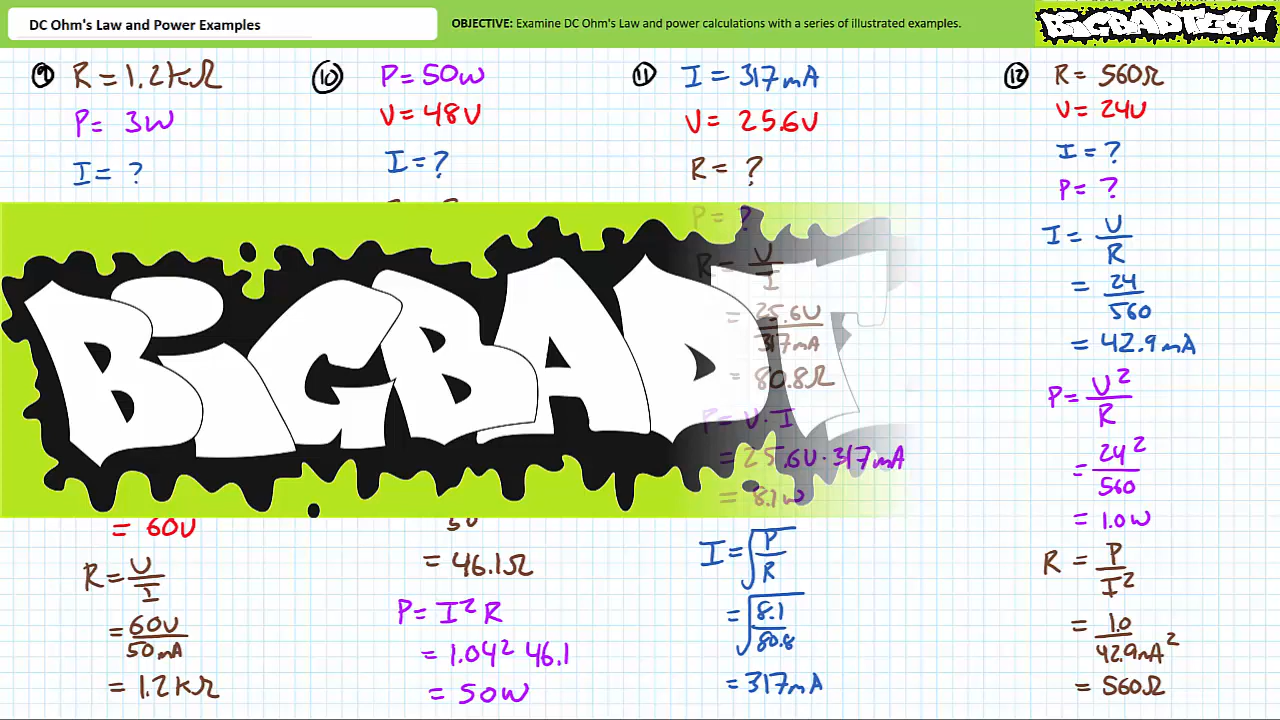 DC Ohm's Law and Power Examples
OBJECTIVE: Examine DC Ohm's Law and power calculations with a series of illustrated examples.
BIGBADTECH
⑨ R = 1.2kΩ
P = 3W
I = ?
= 60V
R = V/I
= 60V/50mA
= 1.2kΩ
⑩ P = 50W
V = 48V
I = ?
= 46.1Ω
P = I² R
= 1.04² 46.1
= 50W
⑪ I = 317mA
V = 25.6V
R = ?
P = ?
R = V/I
= 25.6V/317mA
= 80.8Ω
P = V · I
= 25.6V · 317mA
= 8.1W
I = √P/R
= √8.1/80.8
= 317mA
⑫ R = 560Ω
V = 24V
I = ?
P = ?
I = V/R
= 24/560
= 42.9mA
P = V²/R
= 24²/560
= 1.0W
R = P/I²
= 1.0/42.9mA²
= 560Ω
BIGBADT